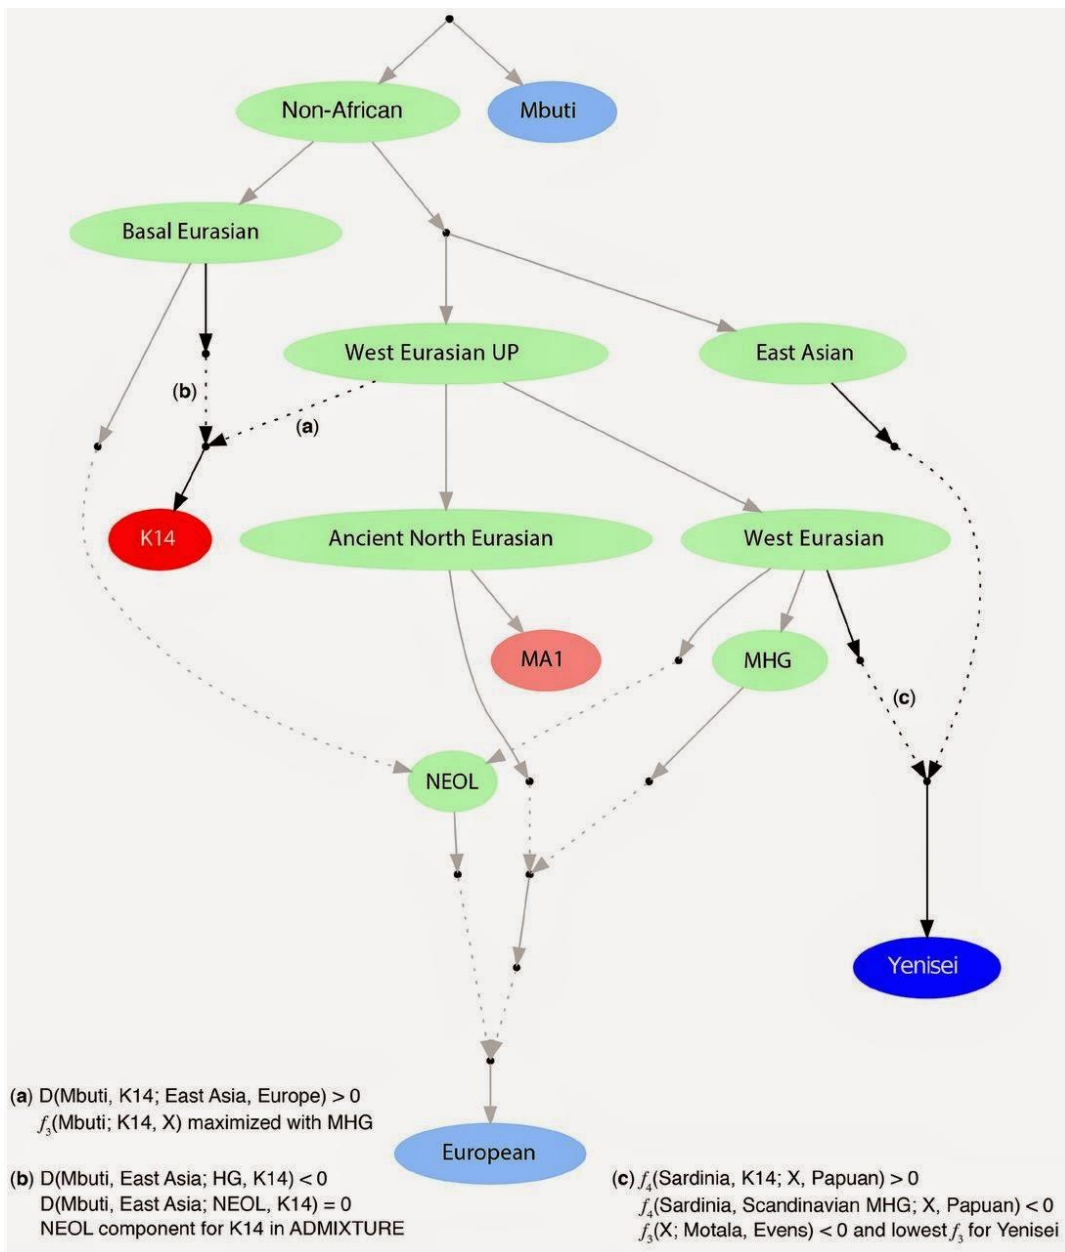 Non-African
Mbuti
Basal Eurasian
West Eurasian UP
East Asian
(b)
(a)
K14
Ancient North Eurasian
West Eurasian
MA1
MHG
(c)
NEOL
Yenisei
European
(a) D(Mbuti, K14; East Asia, Europe) > 0
f₃(Mbuti; K14, X) maximized with MHG
(b) D(Mbuti, East Asia; HG, K14) < 0
D(Mbuti, East Asia; NEOL, K14) = 0
NEOL component for K14 in ADMIXTURE
(c) f₄(Sardinia, K14; X, Papuan) > 0
f₄(Sardinia, Scandinavian MHG; X, Papuan) < 0
f₃(X; Motala, Evens) < 0 and lowest f₃ for Yenisei